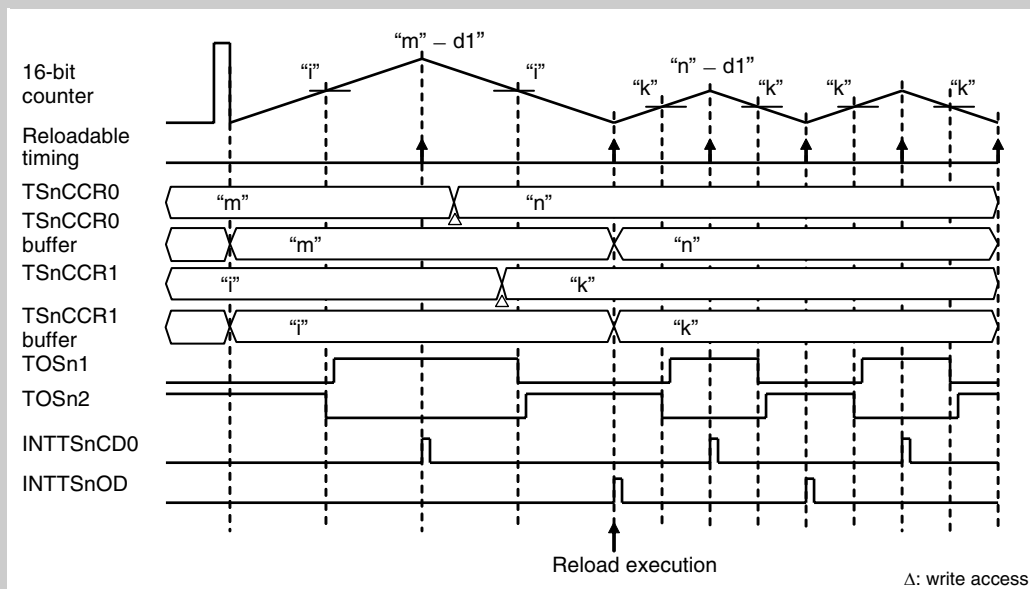 “m” – d1”
16-bit
counter
“i”
“i”
“n” – d1”
“k”
“k”
“k”
“k”
Reloadable
timing
TSnCCR0
“m”
“n”
TSnCCR0
buffer
“m”
“n”
TSnCCR1
“i”
“k”
TSnCCR1
buffer
“i”
“k”
TOSn1
TOSn2
INTTSnCD0
INTTSnOD
Reload execution
Δ: write access